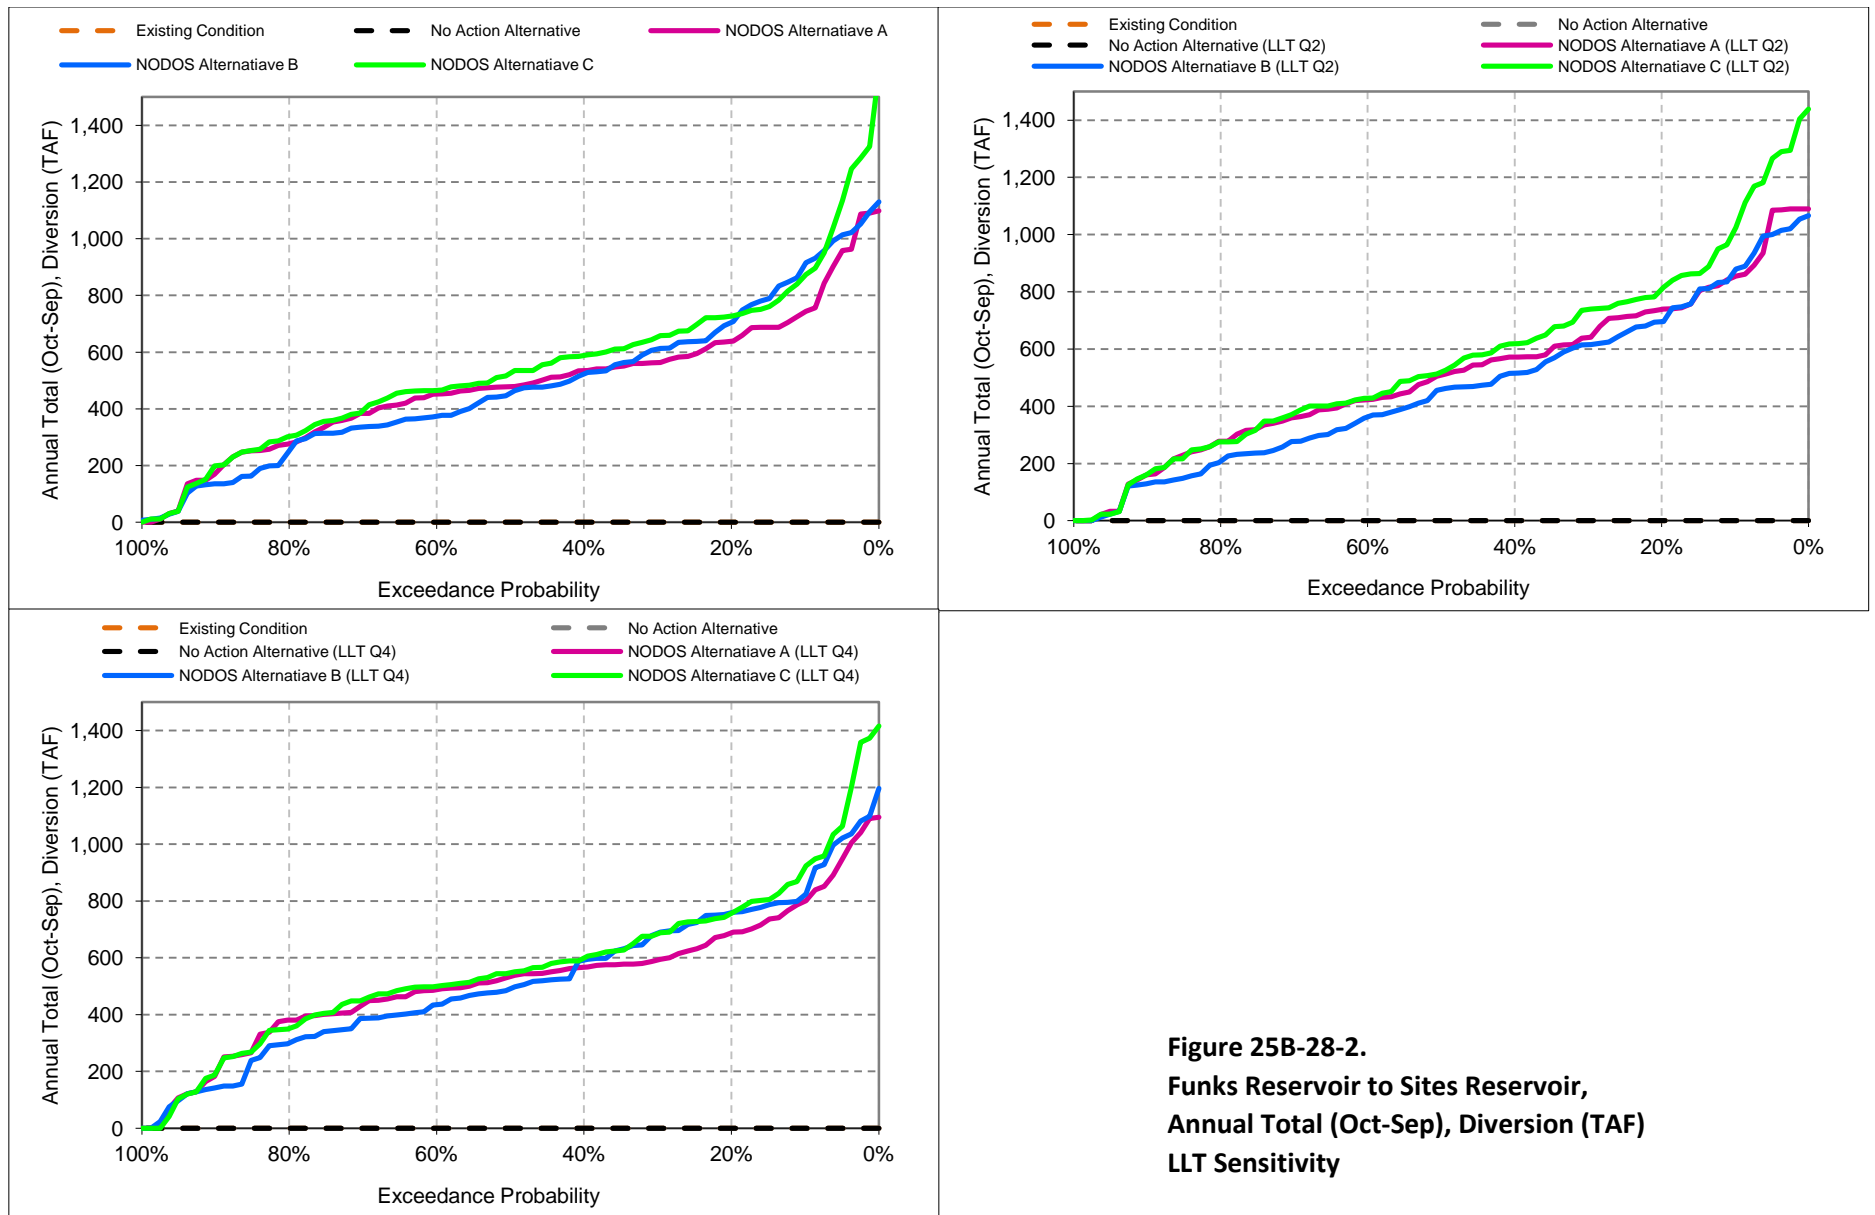 Existing Condition
No Action Alternative
NODOS Alternatiave A
NODOS Alternatiave B
NODOS Alternatiave C
Annual Total (Oct-Sep), Diversion (TAF)
1,400
1,200
1,000
800
600
400
200
0
100% 80% 60% 40% 20% 0%
Exceedance Probability
Existing Condition
No Action Alternative
No Action Alternative (LLT Q2)
NODOS Alternatiave A (LLT Q2)
NODOS Alternatiave B (LLT Q2)
NODOS Alternatiave C (LLT Q2)
Annual Total (Oct-Sep), Diversion (TAF)
1,400
1,200
1,000
800
600
400
200
0
100% 80% 60% 40% 20% 0%
Exceedance Probability
Existing Condition
No Action Alternative
No Action Alternative (LLT Q4)
NODOS Alternatiave A (LLT Q4)
NODOS Alternatiave B (LLT Q4)
NODOS Alternatiave C (LLT Q4)
Annual Total (Oct-Sep), Diversion (TAF)
1,400
1,200
1,000
800
600
400
200
0
100% 80% 60% 40% 20% 0%
Exceedance Probability
Figure 25B-28-2.
Funks Reservoir to Sites Reservoir,
Annual Total (Oct-Sep), Diversion (TAF)
LLT Sensitivity